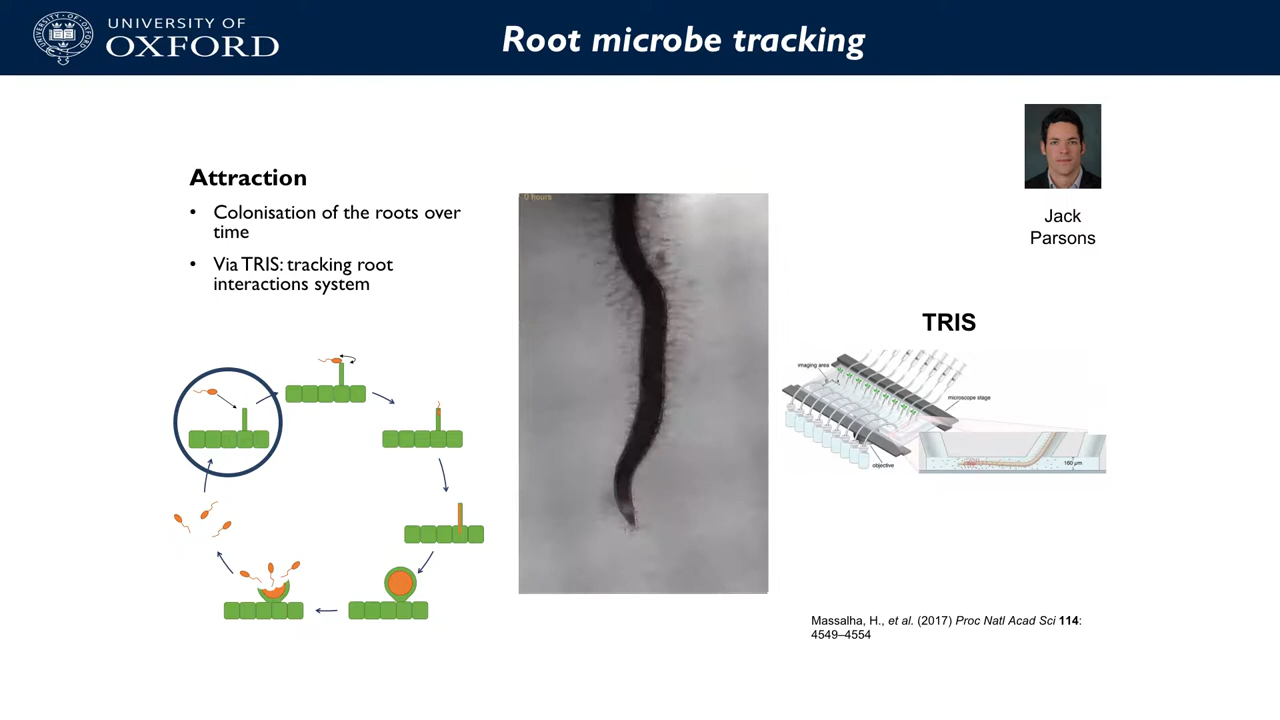 UNIVERSITY OF
OXFORD
Root microbe tracking
Attraction
• Colonisation of the roots over
time
• Via TRIS: tracking root
interactions system
0 hours
Jack
Parsons
TRIS
imaging area
microscope stage
objective
160 µm
Massalha, H., et al. (2017) Proc Natl Acad Sci 114:
4549–4554